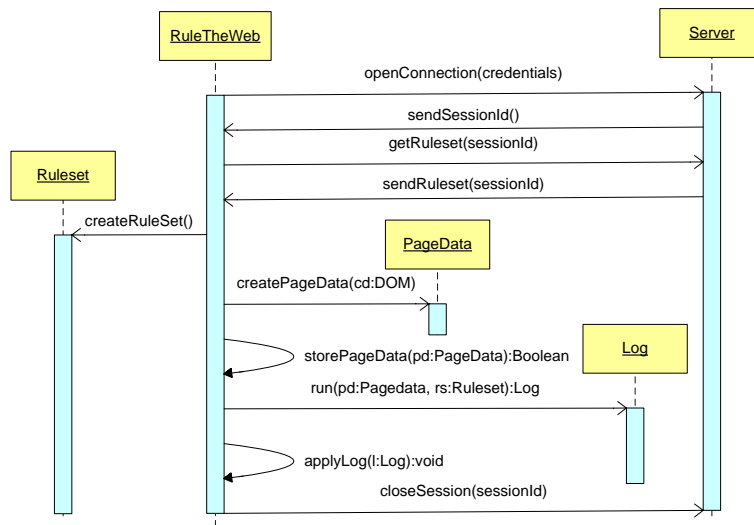 RuleTheWeb
Server
openConnection(credentials)
sendSessionId()
getRuleset(sessionId)
Ruleset
sendRuleset(sessionId)
createRuleSet()
PageData
createPageData(cd:DOM)
storePageData(pd:PageData):Boolean
Log
run(pd:Pagedata, rs:Ruleset):Log
applyLog(l:Log):void
closeSession(sessionId)